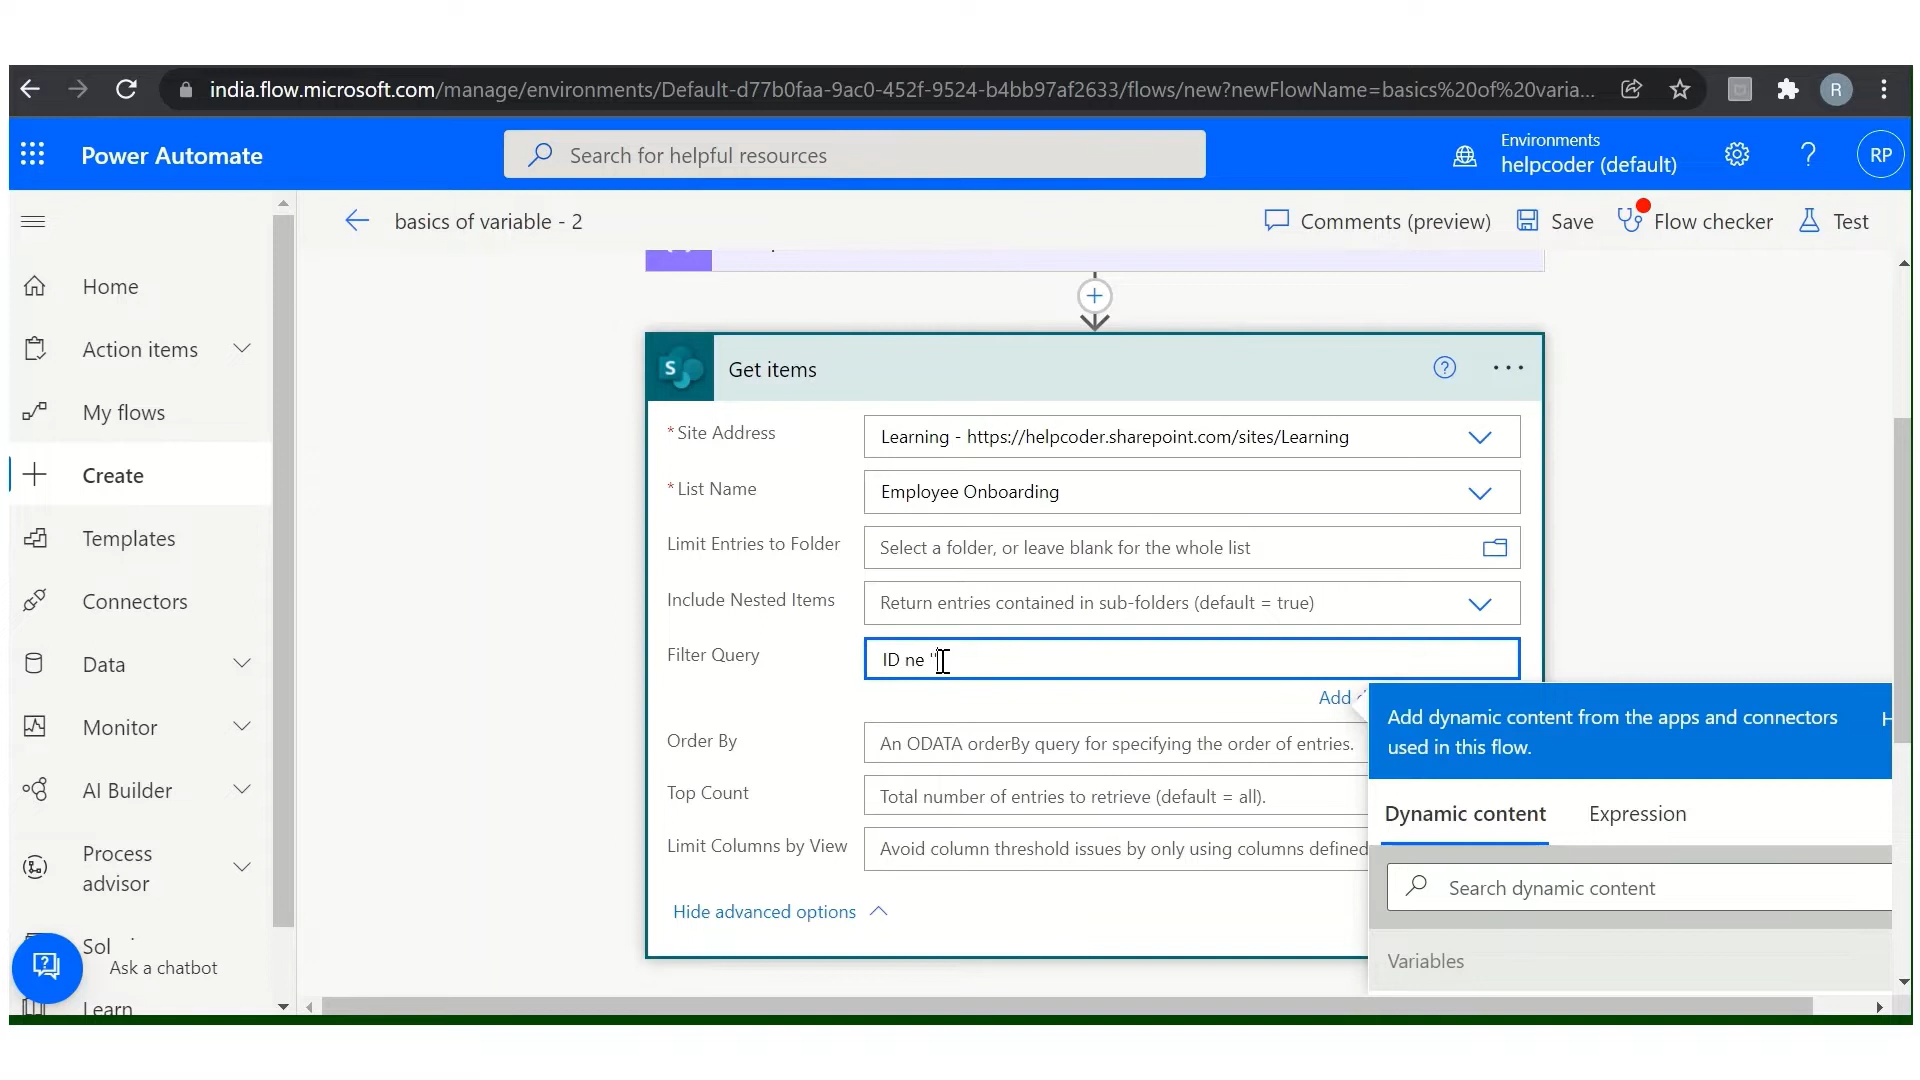 india.flow.microsoft.com/manage/environments/Default-d77b0faa-9ac0-452f-9524-b4bb97af2633/flows/new?newFlowName=basics%20of%20varia...
R
Power Automate
Search for helpful resources
Environments
helpcoder (default)
?
RP
basics of variable - 2
Comments (preview)
Save
Flow checker
Test
Home
Action items
My flows
Create
Templates
Connectors
Data
Monitor
AI Builder
Process
advisor
Sol
Ask a chatbot
Learn
S
Get items
?
...
* Site Address
Learning - https://helpcoder.sharepoint.com/sites/Learning
* List Name
Employee Onboarding
Limit Entries to Folder
Select a folder, or leave blank for the whole list
Include Nested Items
Return entries contained in sub-folders (default = true)
Filter Query
ID ne ''
Add
Order By
An ODATA orderBy query for specifying the order of entries.
Top Count
Total number of entries to retrieve (default = all).
Limit Columns by View
Avoid column threshold issues by only using columns defined
Hide advanced options
Add dynamic content from the apps and connectors
used in this flow.
H
Dynamic content
Expression
Search dynamic content
Variables